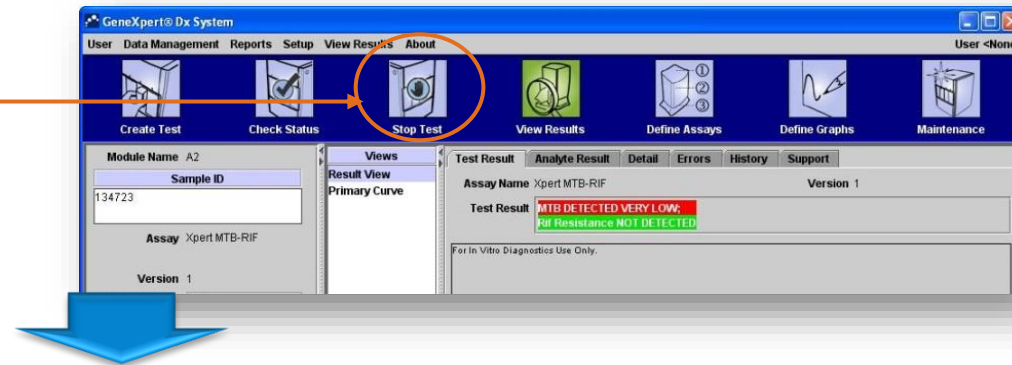 GeneXpert® Dx System
User Data Management Reports Setup View Results About User <None
Create Test Check Status Stop Test View Results Define Assays Define Graphs Maintenance
Module Name A2
Sample ID
134723
Assay Xpert MTB-RIF
Version 1
Views
Result View
Primary Curve
Test Result Analyte Result Detail Errors History Support
Assay Name Xpert MTB-RIF Version 1
Test Result MTB DETECTED VERY LOW;
Rif Resistance NOT DETECTED
For In Vitro Diagnostics Use Only.